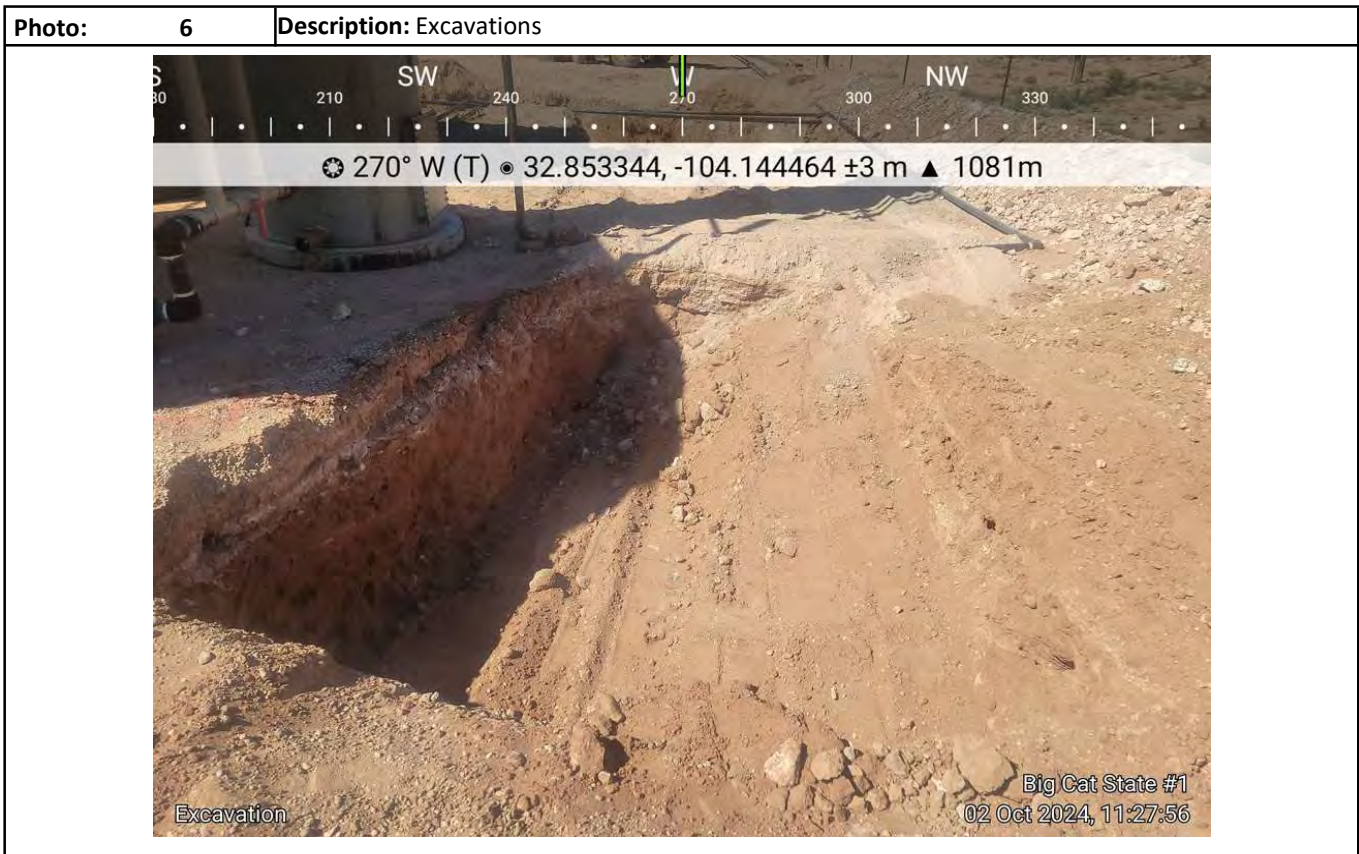 Photo: 6 Description: Excavations
S SW W NW
30 210 240 270 300 330
270° W (T) 32.853344, -104.144464 ±3 m ▲ 1081m
Big Cat State #1
Excavation 02 Oct 2024, 11:27:56